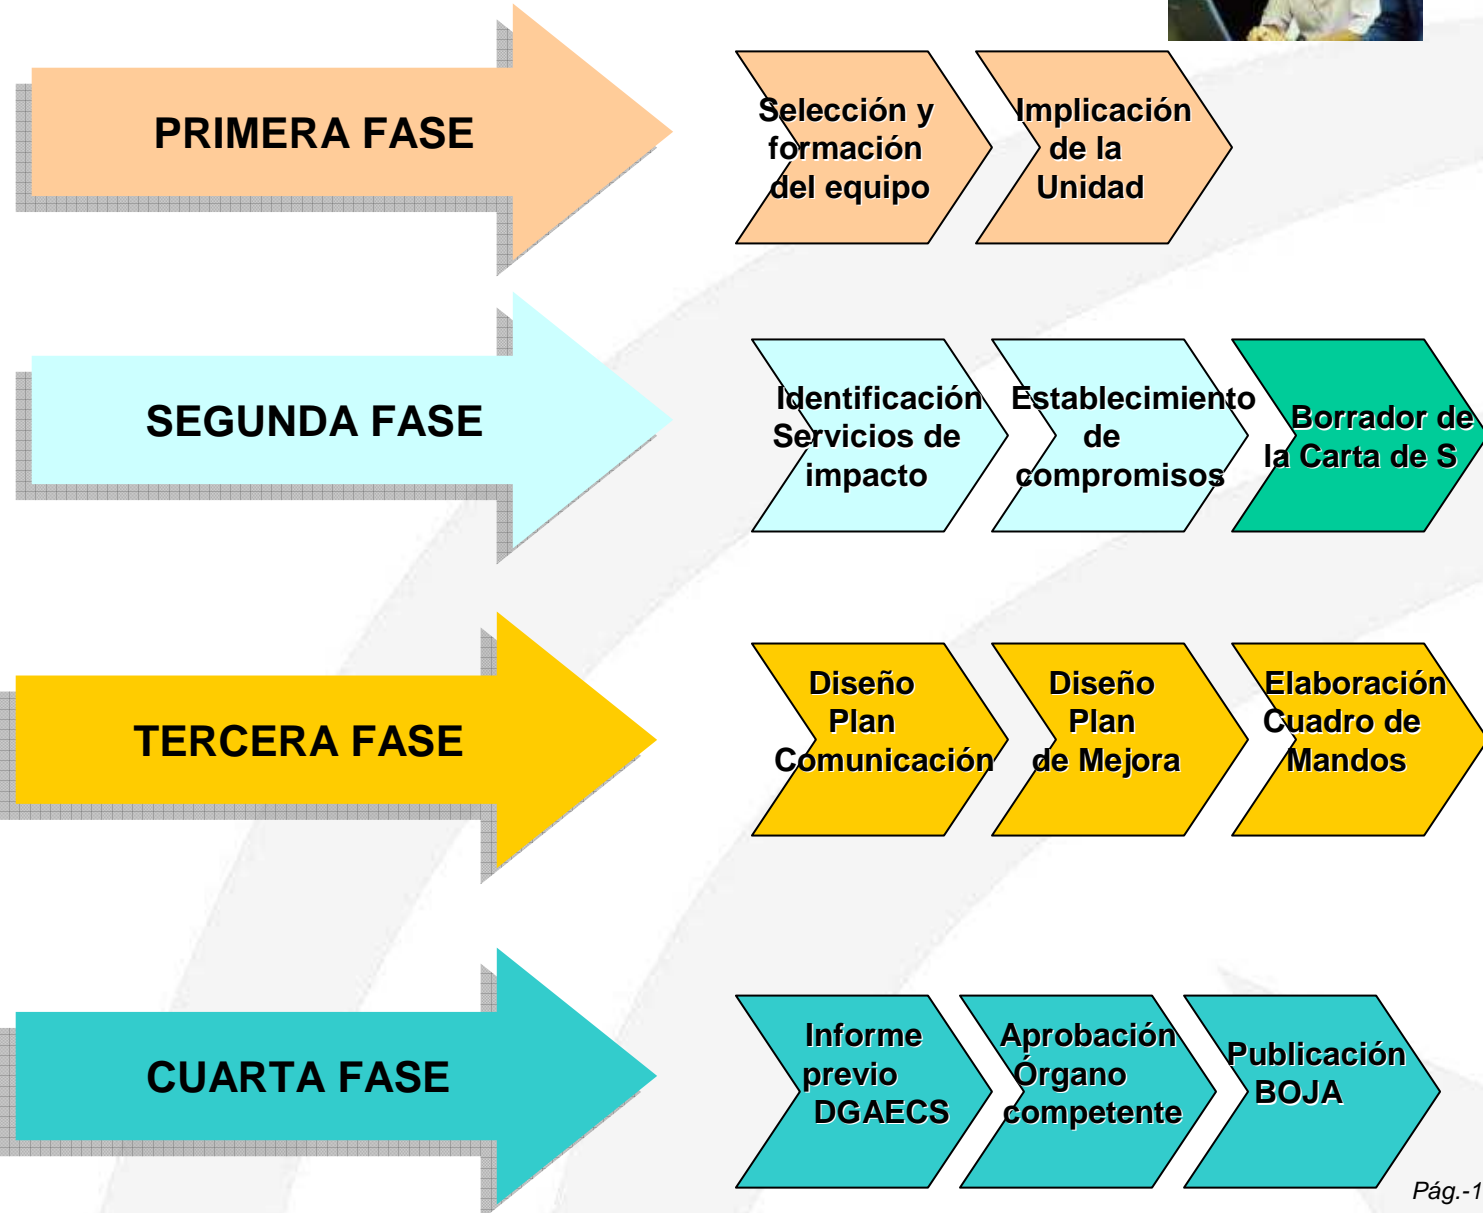 PRIMERA FASE
Selección y
formación
del equipo
Implicación
de la
Unidad
SEGUNDA FASE
Identificación
Servicios de
impacto
Establecimiento
de
compromisos
Borrador de
la Carta de S
TERCERA FASE
Diseño
Plan
Comunicación
Diseño
Plan
de Mejora
Elaboración
Cuadro de
Mandos
CUARTA FASE
Informe
previo
DGAECS
Aprobación
Órgano
competente
Publicación
BOJA
Pág.-1